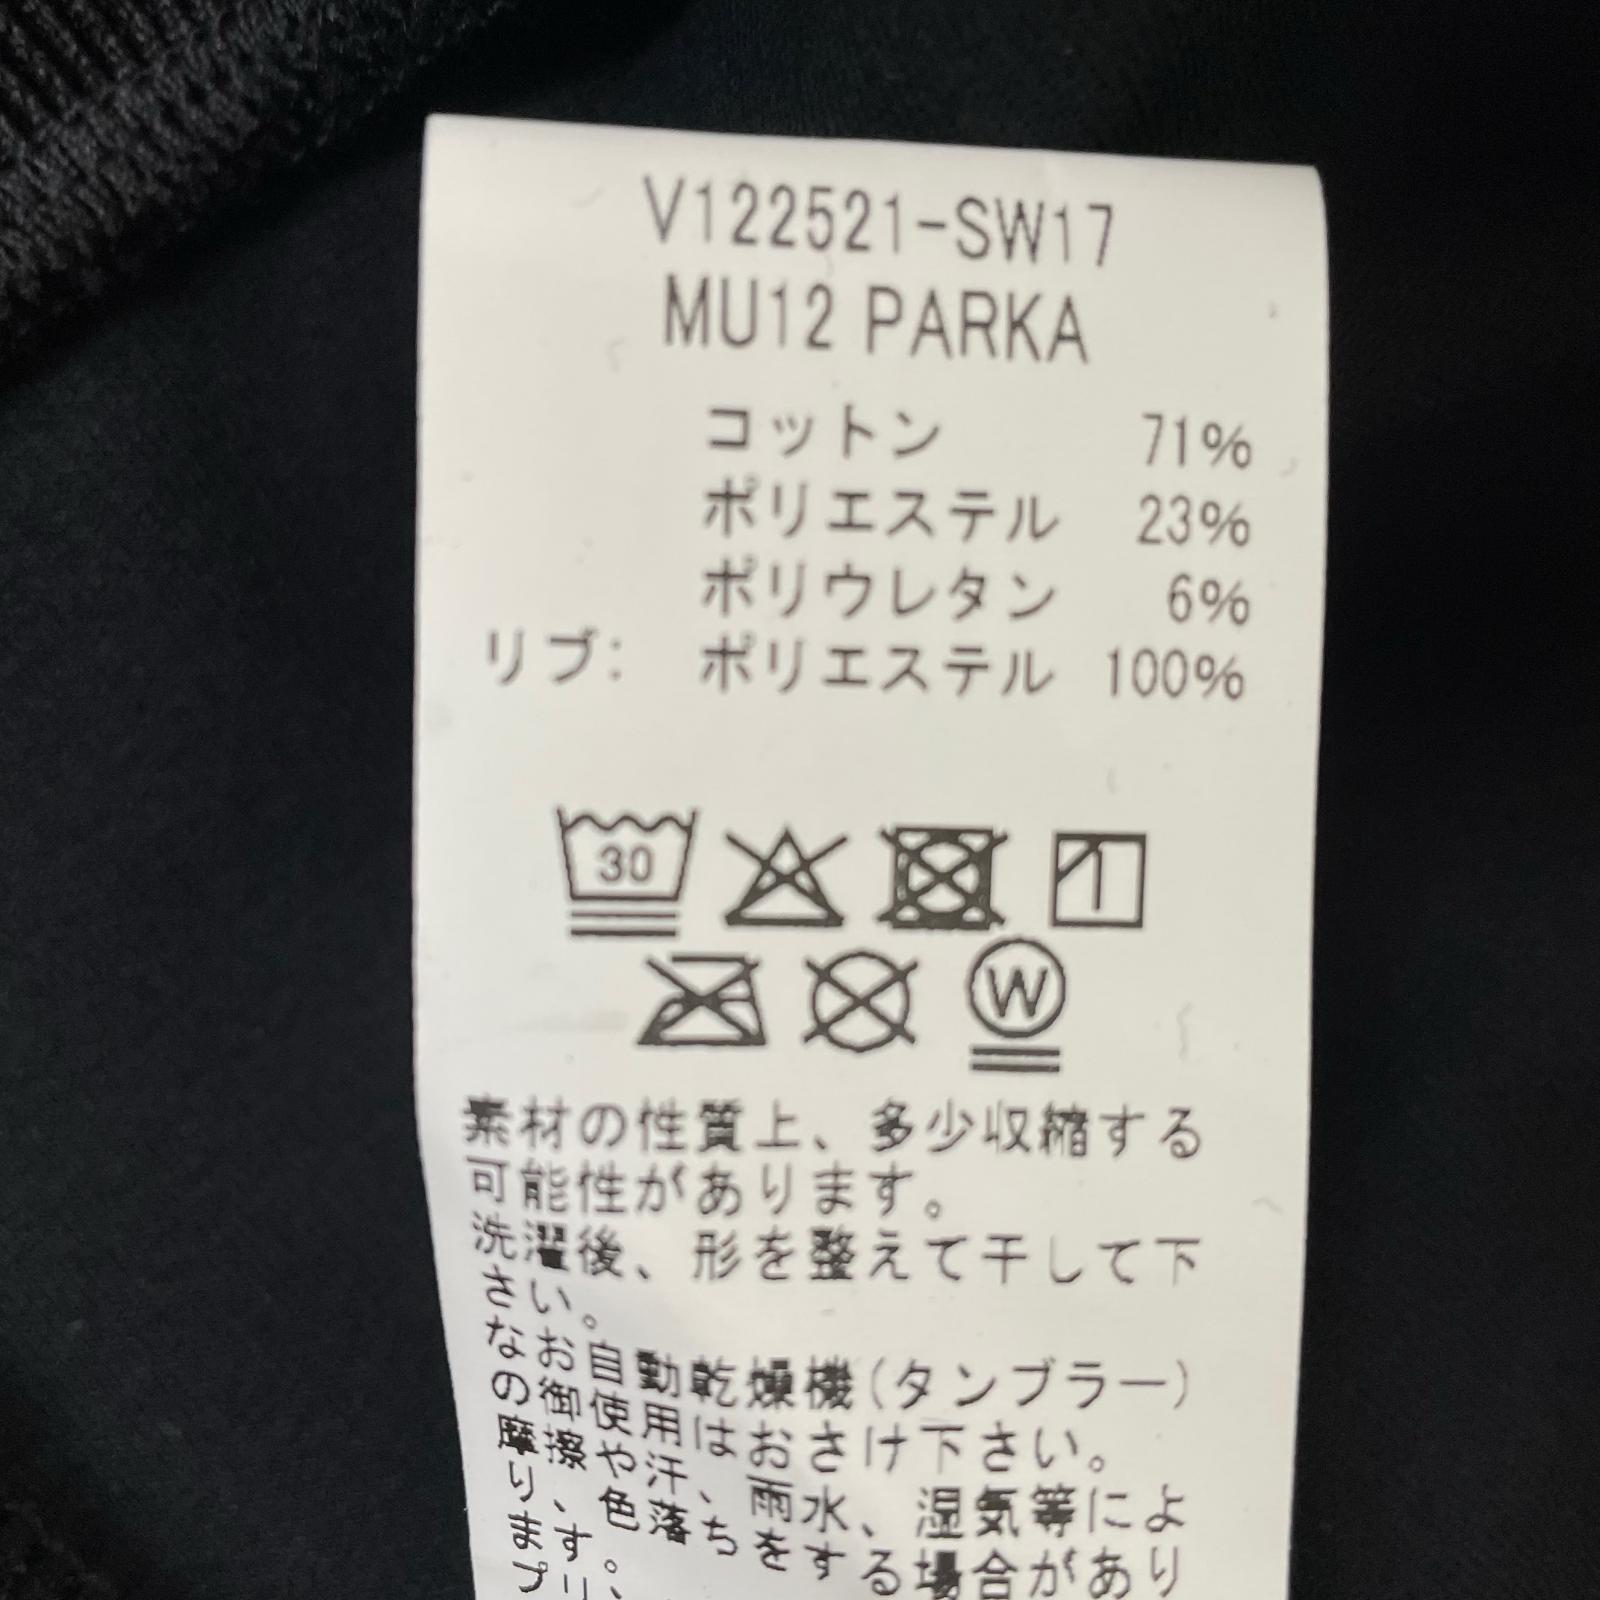 V122521-SW17
MU12 PARKA
コットン 71%
ポリエステル 23%
ポリウレタン 6%
リブ: ポリエステル 100%
30
W
素材の性質上、多少収縮する
可能性があります。
洗濯後、形を整えて干して下
さい。
なお自動乾燥機(タンブラー)
の御使用はおさけ下さい。
摩擦や汗、雨水、湿気等によ
り、色落ちをする場合があり
ます。